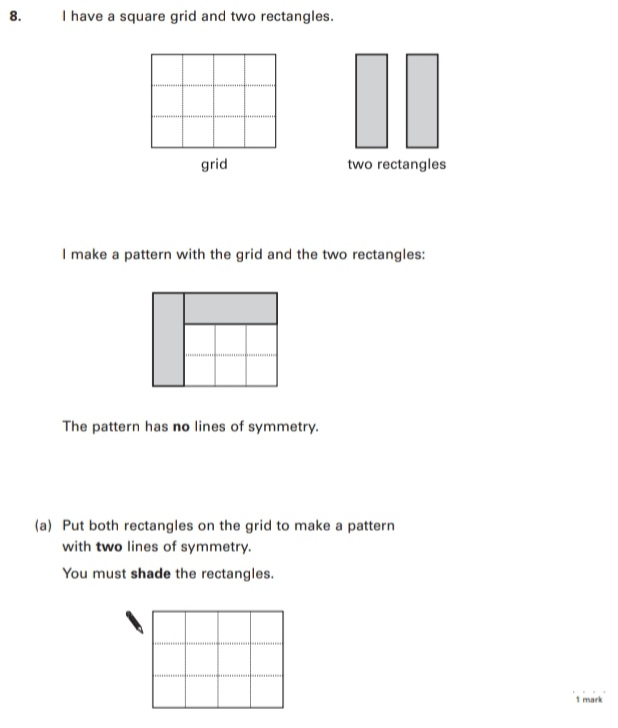 8. I have a square grid and two rectangles.
grid
two rectangles
I make a pattern with the grid and the two rectangles:
The pattern has no lines of symmetry.
(a) Put both rectangles on the grid to make a pattern
with two lines of symmetry.
You must shade the rectangles.
1 mark